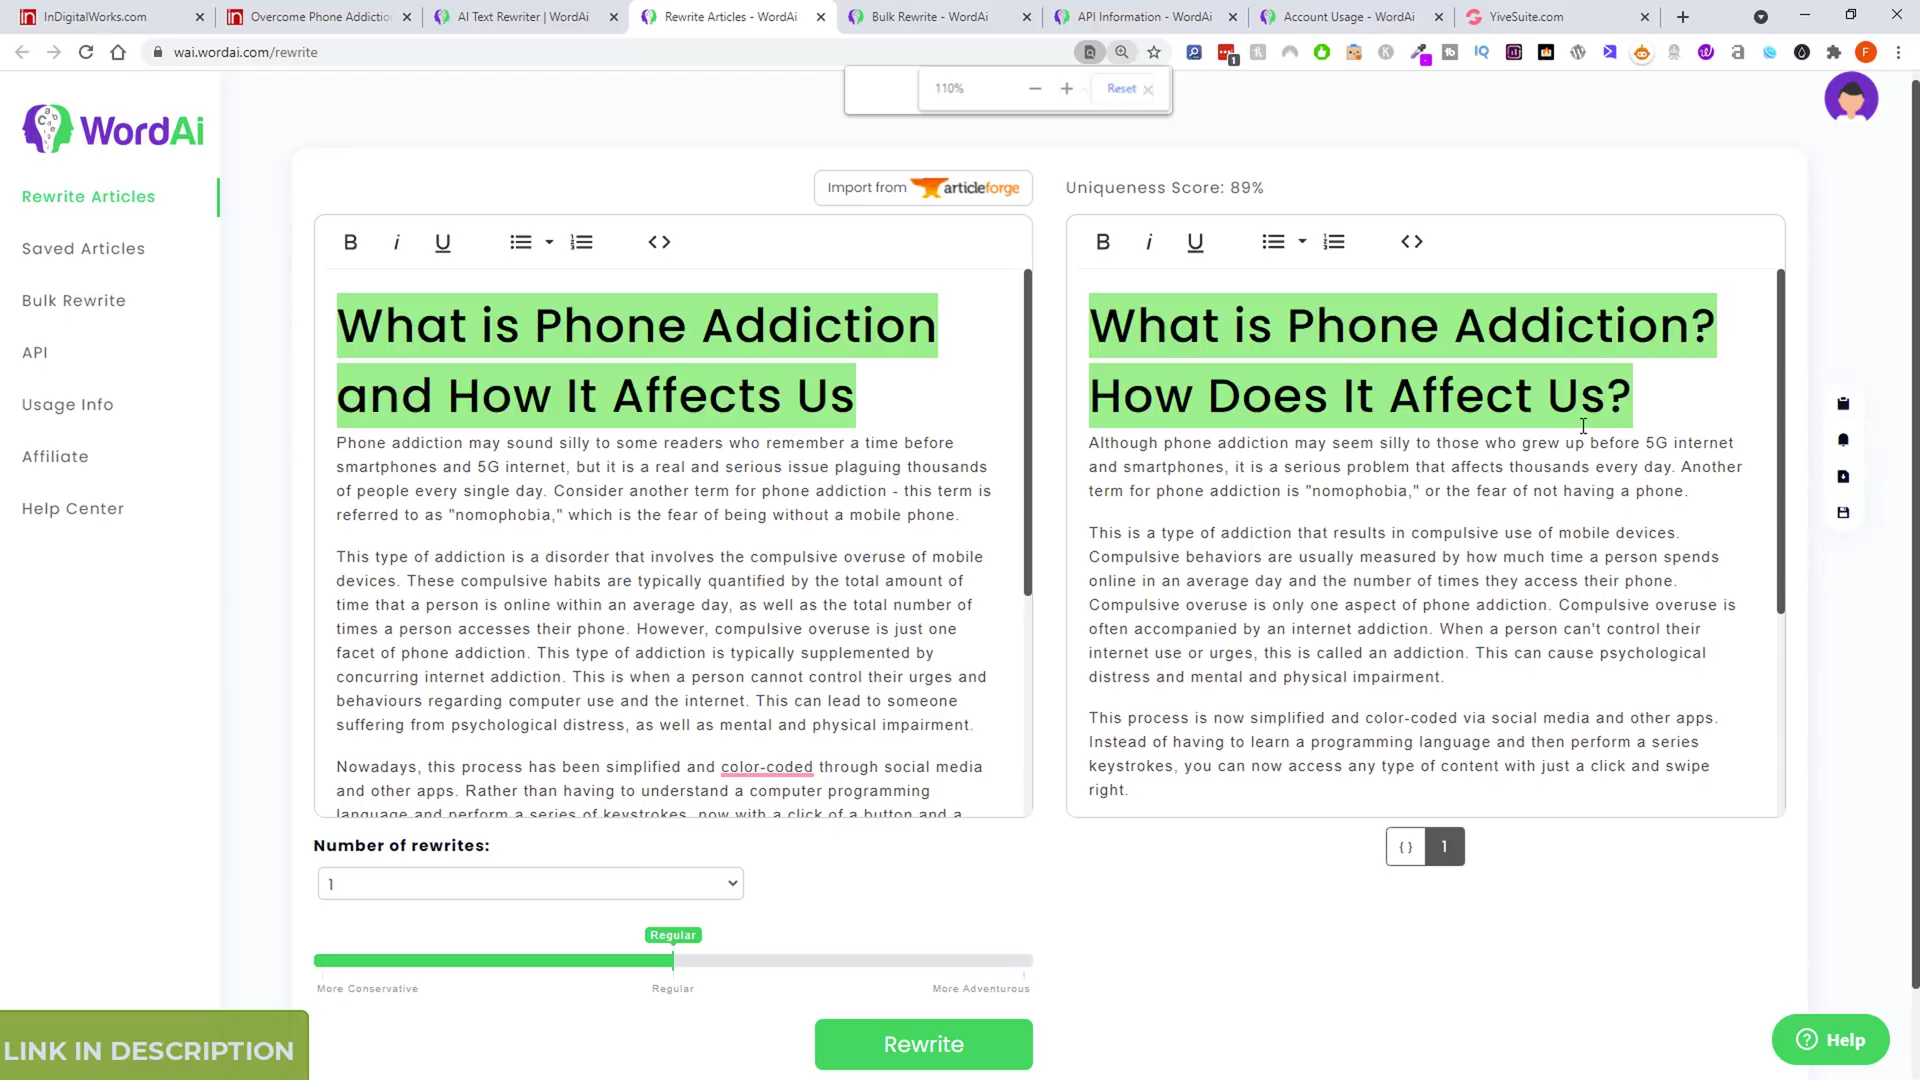 InDigitalWorks.com
Overcome Phone Addictio
AI Text Rewriter | WordAi
Rewrite Articles - WordAi
Bulk Rewrite - WordAi
API Information - WordAi
Account Usage - WordAi
YiveSuite.com
wai.wordai.com/rewrite
110%
Reset
WordAi
Rewrite Articles
Saved Articles
Bulk Rewrite
API
Usage Info
Affiliate
Help Center
Import from articleforge
Uniqueness Score: 89%
B i U
B i U
What is Phone Addiction
and How It Affects Us
Phone addiction may sound silly to some readers who remember a time before
smartphones and 5G internet, but it is a real and serious issue plaguing thousands
of people every single day. Consider another term for phone addiction - this term is
referred to as "nomophobia," which is the fear of being without a mobile phone.
This type of addiction is a disorder that involves the compulsive overuse of mobile
devices. These compulsive habits are typically quantified by the total amount of
time that a person is online within an average day, as well as the total number of
times a person accesses their phone. However, compulsive overuse is just one
facet of phone addiction. This type of addiction is typically supplemented by
concurring internet addiction. This is when a person cannot control their urges and
behaviours regarding computer use and the internet. This can lead to someone
suffering from psychological distress, as well as mental and physical impairment.
Nowadays, this process has been simplified and color-coded through social media
and other apps. Rather than having to understand a computer programming
language and perform a series of keystrokes, now with a click of a button and a
What is Phone Addiction?
How Does It Affect Us?
Although phone addiction may seem silly to those who grew up before 5G internet
and smartphones, it is a serious problem that affects thousands every day. Another
term for phone addiction is "nomophobia," or the fear of not having a phone.
This is a type of addiction that results in compulsive use of mobile devices.
Compulsive behaviors are usually measured by how much time a person spends
online in an average day and the number of times they access their phone.
Compulsive overuse is only one aspect of phone addiction. Compulsive overuse is
often accompanied by an internet addiction. When a person can't control their
internet use or urges, this is called an addiction. This can cause psychological
distress and mental and physical impairment.
This process is now simplified and color-coded via social media and other apps.
Instead of having to learn a programming language and then perform a series
keystrokes, you can now access any type of content with just a click and swipe
right.
{ } 1
Number of rewrites:
1
Regular
More Conservative
Regular
More Adventurous
Rewrite
LINK IN DESCRIPTION
Help